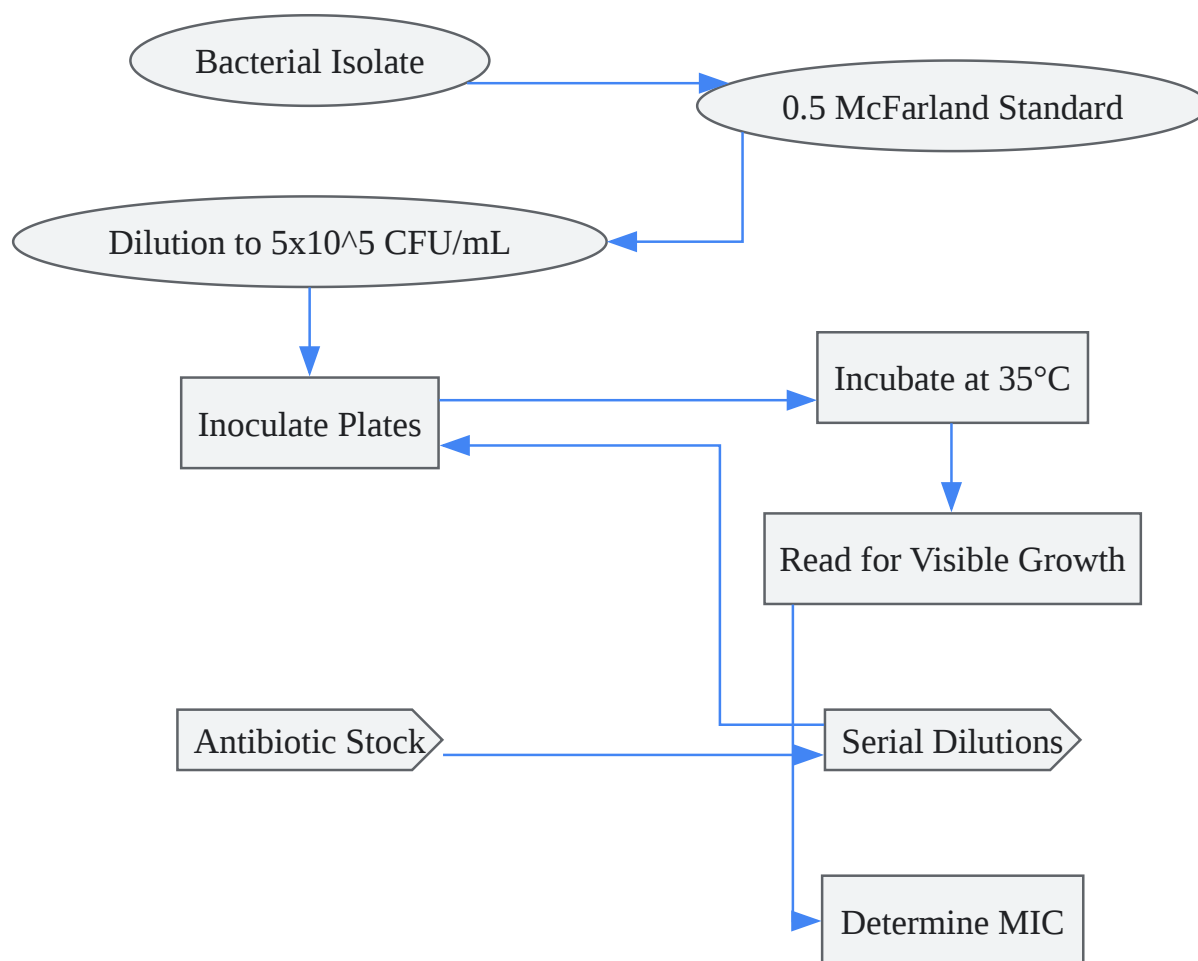 Bacterial Isolate
0.5 McFarland Standard
Dilution to 5x10^5 CFU/mL
Inoculate Plates
Incubate at 35°C
Read for Visible Growth
Antibiotic Stock
Serial Dilutions
Determine MIC